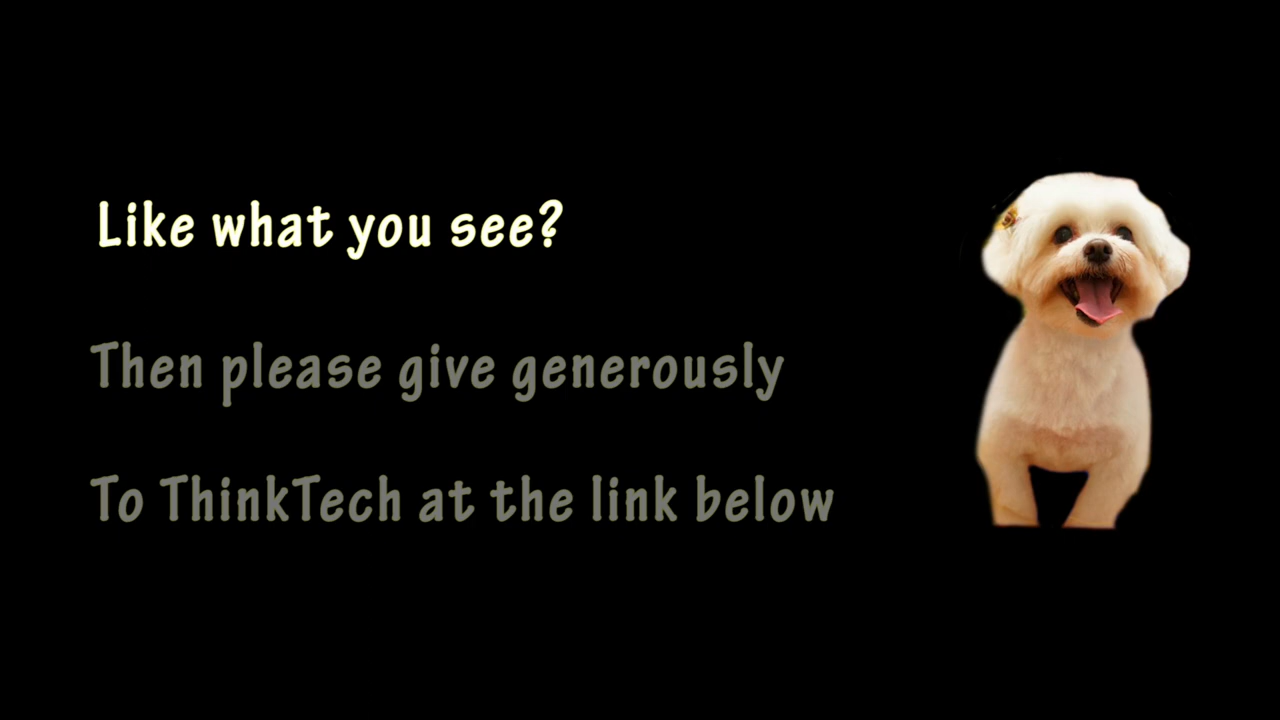 Like what you see?
Then please give generously
To ThinkTech at the link below